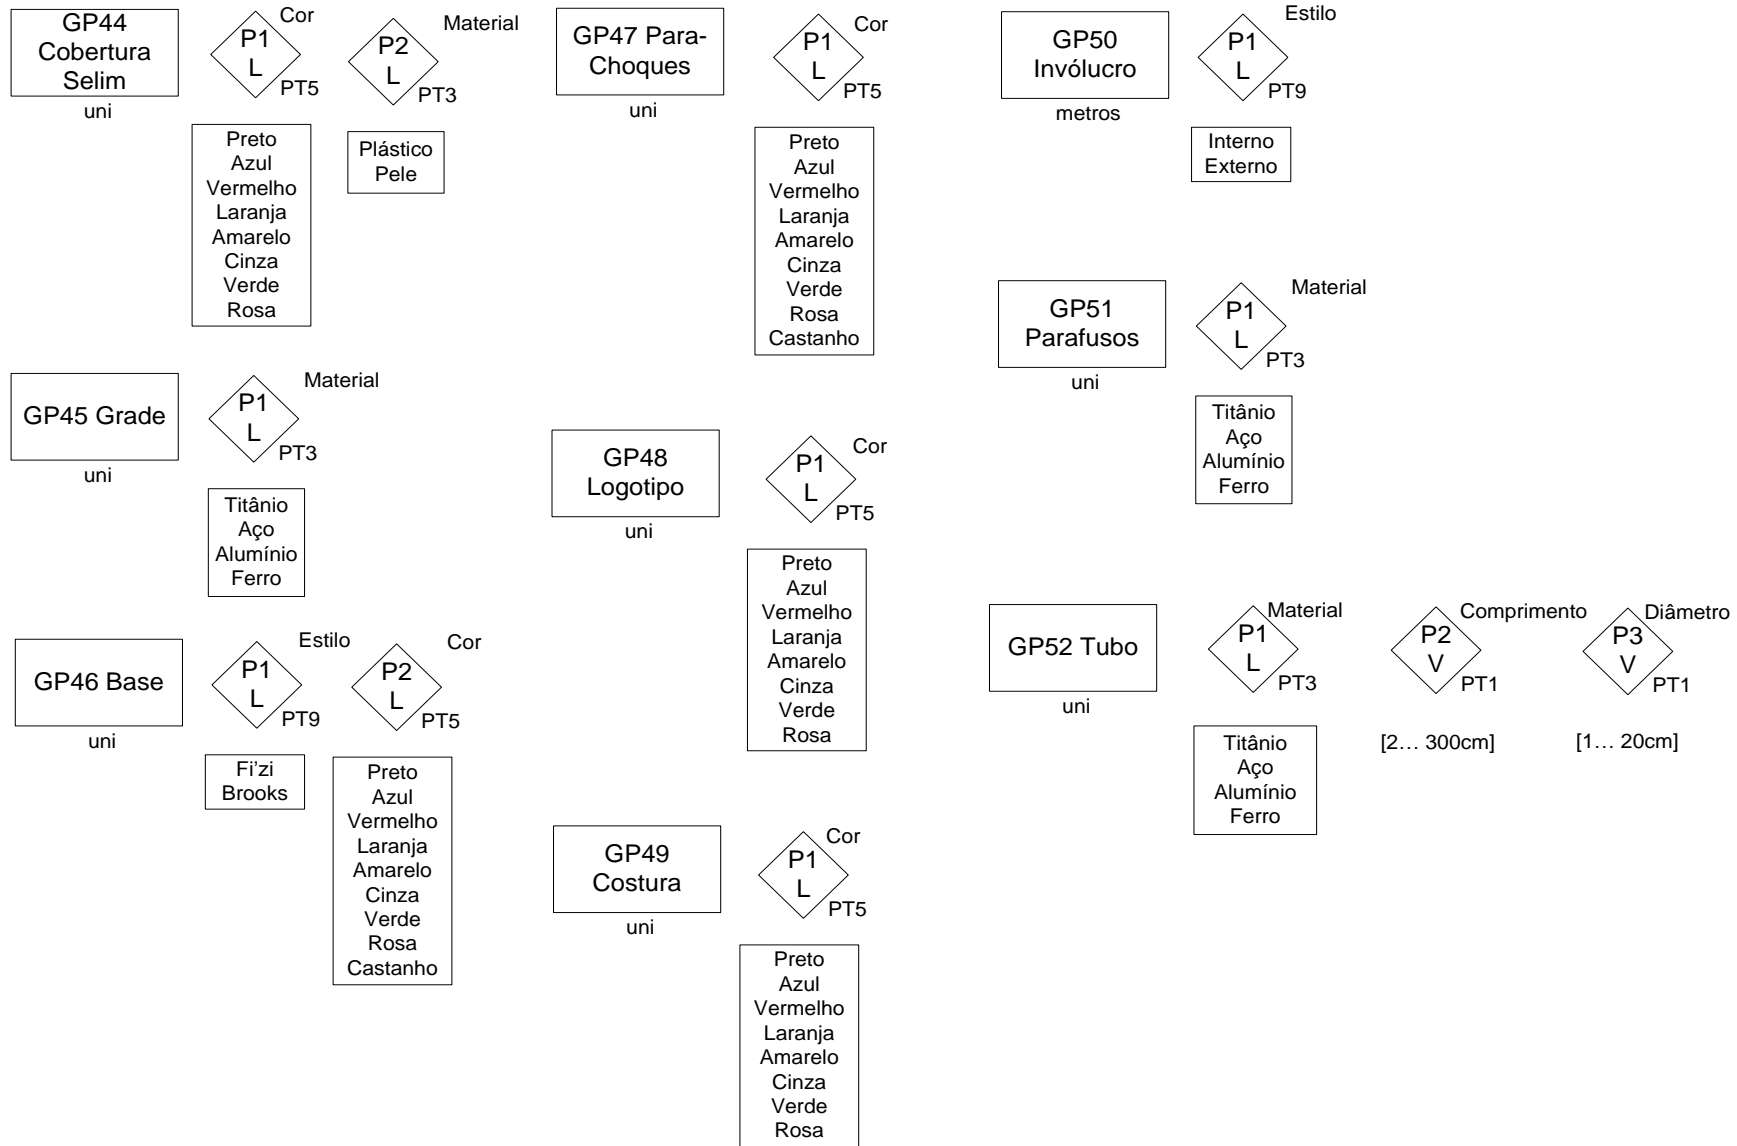 GP44
Cobertura
Selim
uni
Cor
P1
L
PT5
Preto
Azul
Vermelho
Laranja
Amarelo
Cinza
Verde
Rosa
Material
P2
L
PT3
Plástico
Pele
GP45 Grade
uni
Material
P1
L
PT3
Titânio
Aço
Alumínio
Ferro
GP46 Base
uni
Estilo
P1
L
PT9
Fi’zi
Brooks
Cor
P2
L
PT5
Preto
Azul
Vermelho
Laranja
Amarelo
Cinza
Verde
Rosa
Castanho
GP47 Para-
Choques
uni
Cor
P1
L
PT5
Preto
Azul
Vermelho
Laranja
Amarelo
Cinza
Verde
Rosa
Castanho
GP48
Logotipo
uni
Cor
P1
L
PT5
Preto
Azul
Vermelho
Laranja
Amarelo
Cinza
Verde
Rosa
GP49
Costura
uni
Cor
P1
L
PT5
Preto
Azul
Vermelho
Laranja
Amarelo
Cinza
Verde
Rosa
GP50
Invólucro
metros
Estilo
P1
L
PT9
Interno
Externo
GP51
Parafusos
uni
Material
P1
L
PT3
Titânio
Aço
Alumínio
Ferro
GP52 Tubo
uni
Material
P1
L
PT3
Titânio
Aço
Alumínio
Ferro
Comprimento
P2
V
PT1
[2… 300cm]
Diâmetro
P3
V
PT1
[1… 20cm]